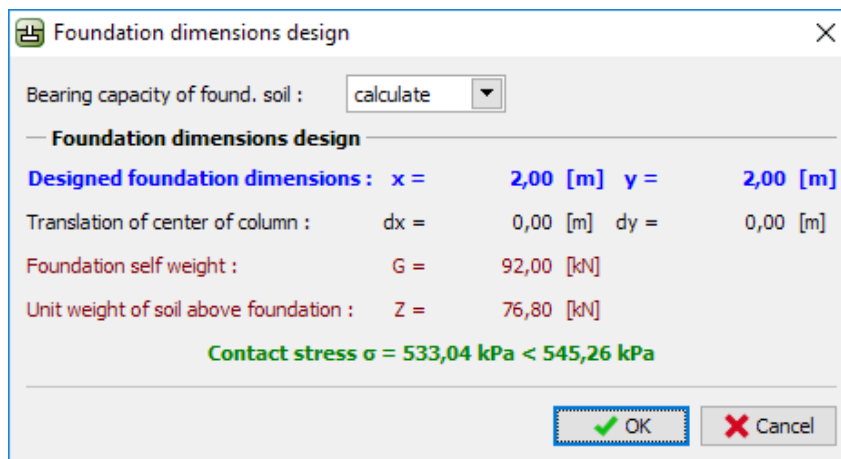 Foundation dimensions design
Bearing capacity of found. soil : calculate
Foundation dimensions design
Designed foundation dimensions : x = 2,00 [m] y = 2,00 [m]
Translation of center of column : dx = 0,00 [m] dy = 0,00 [m]
Foundation self weight : G = 92,00 [kN]
Unit weight of soil above foundation : Z = 76,80 [kN]
Contact stress σ = 533,04 kPa < 545,26 kPa
OK Cancel